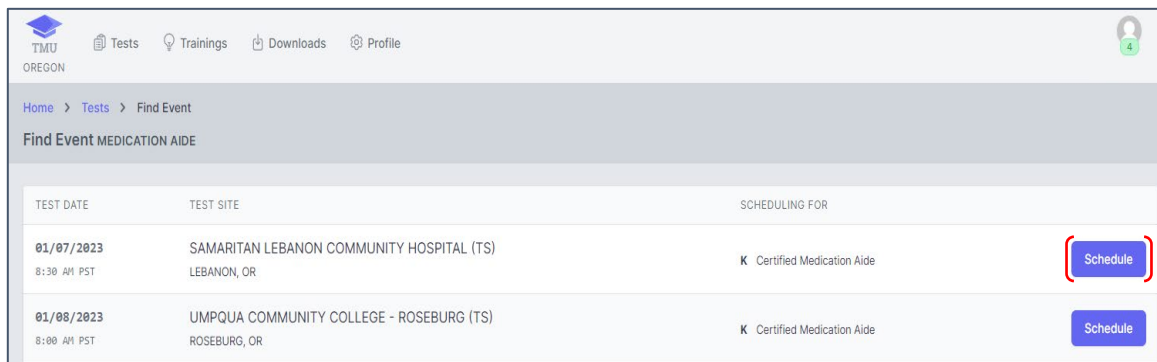 TMU
OREGON
Tests Trainings Downloads Profile
4
Home > Tests > Find Event
Find Event MEDICATION AIDE
TEST DATE TEST SITE SCHEDULING FOR
01/07/2023 SAMARITAN LEBANON COMMUNITY HOSPITAL (TS)
8:30 AM PST LEBANON, OR
K Certified Medication Aide Schedule
01/08/2023 UMPQUA COMMUNITY COLLEGE - ROSEBURG (TS)
8:00 AM PST ROSEBURG, OR
K Certified Medication Aide Schedule